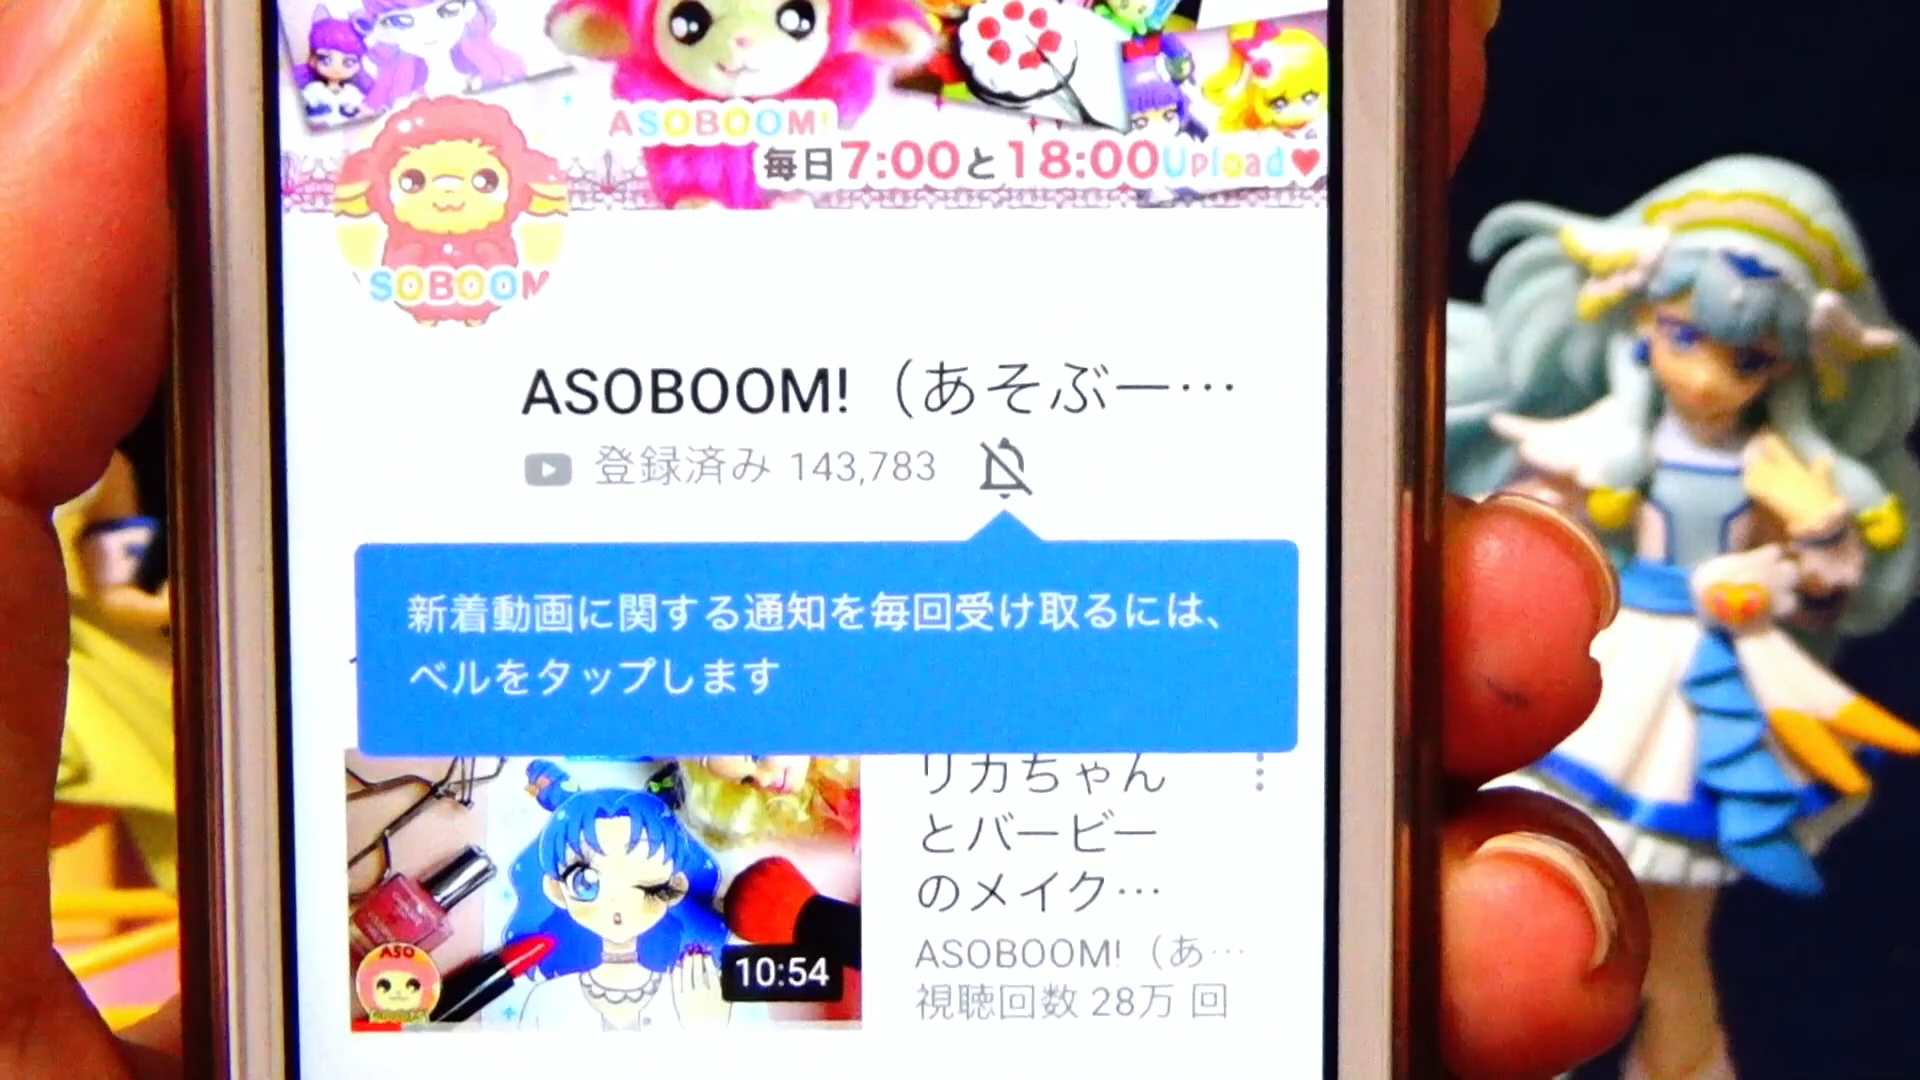 ASOBOOM!
毎日7:00と18:00Upload♥
ASOBOOM
ASOBOOM!（あそぶー…
登録済み 143,783
新着動画に関する通知を毎回受け取るには、
ベルをタップします
リカちゃん
とバービー
のメイク…
ASOBOOM!（あ…
視聴回数 28万 回
ASO
10:54